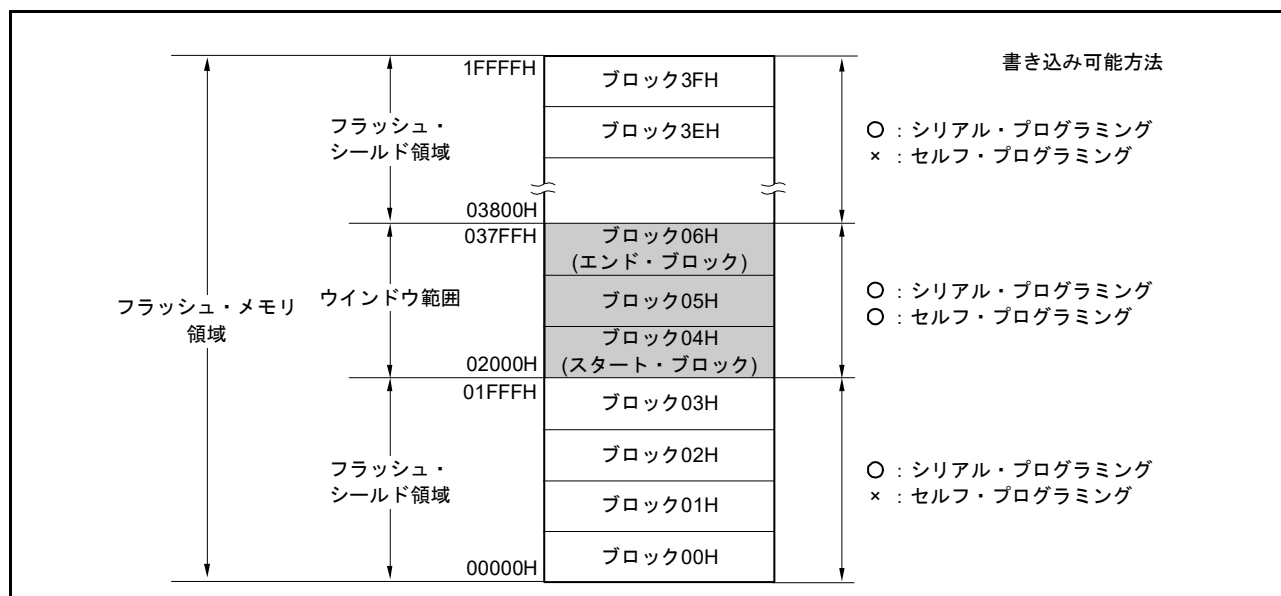 書き込み可能方法
1FFFFH
ブロック3FH
ブロック3EH
フラッシュ・
シールド領域
○ : シリアル・プログラミング
× : セルフ・プログラミング
03800H
037FFH
ブロック06H
(エンド・ブロック)
フラッシュ・メモリ
領域
ウインドウ範囲
ブロック05H
○ : シリアル・プログラミング
○ : セルフ・プログラミング
ブロック04H
(スタート・ブロック)
02000H
01FFFH
ブロック03H
ブロック02H
フラッシュ・
シールド領域
○ : シリアル・プログラミング
× : セルフ・プログラミング
ブロック01H
ブロック00H
00000H